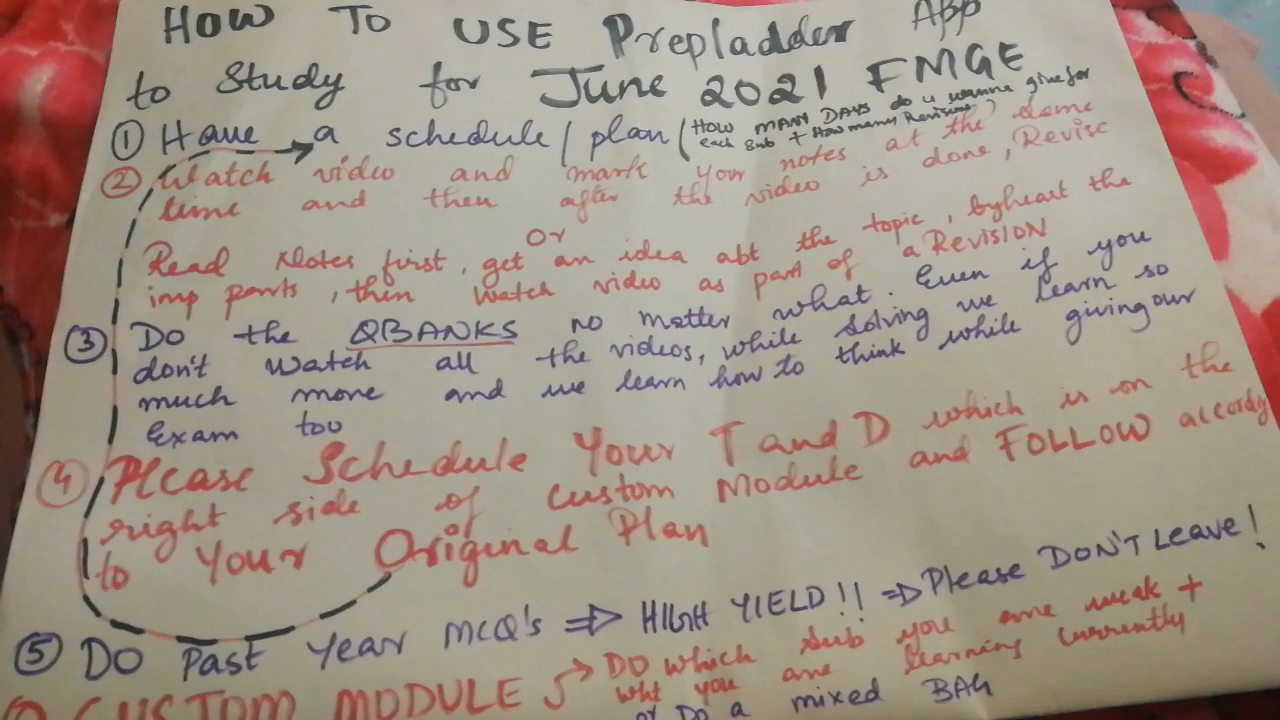 HOW TO USE Prepladder App
to Study for June 2021 FMGE
① Have a schedule / plan (HOW MANY DAYS do u wanna give for
each sub + How many Revisions)
② Watch video and mark your notes at the same
time and then after the video is done, Revise
Or
Read Notes first, get an idea abt the topic, byheart the
imp parts, then watch video as part of a ReVISION
③ Do the QBANKS no matter what. Even if you
don't watch all the videos, while solving we learn so
much more and we learn how to think while giving our
Exam too
④ Please Schedule Your T and D which is on the
right side of custom Module and FOLLOW accordg
to Your Original Plan
⑤ DO Past Year MCQ's ⇒ HIGH YIELD!! ⇒ Please DON'T Leave!
CUSTOM MODULE → DO which sub you are weak +
wht you are learning currently
or Do a mixed BAG